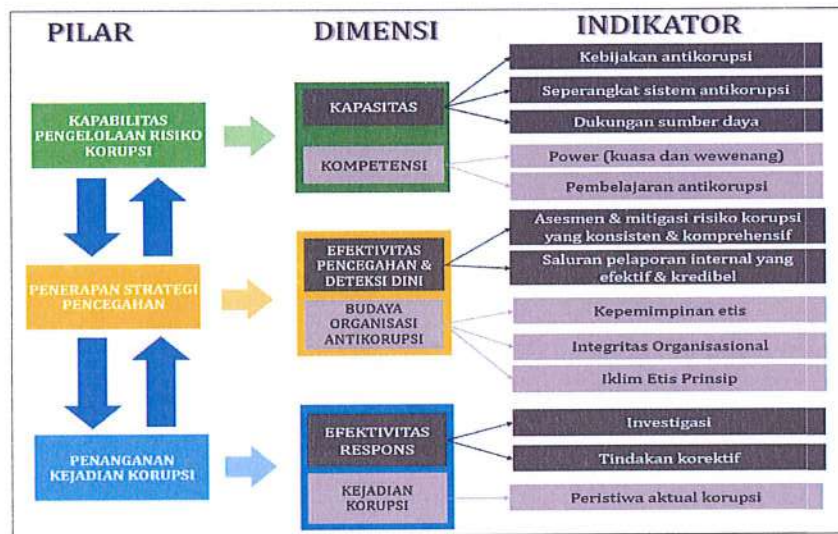 PILAR
DIMENSI
INDIKATOR
KAPABILITAS
PENGELOLAAN RISIKO
KORUPSI
KAPASITAS
KOMPETENSI
Kebijakan antikorupsi
Seperangkat sistem antikorupsi
Dukungan sumber daya
Power (kuasa dan wewenang)
Pembelajaran antikorupsi
PENERAPAN STRATEGI
PENCEGAHAN
EFEKTIVITAS
PENCEGAHAN &
DETEKSI DINI
BUDAYA
ORGANISASI
ANTIKORUPSI
Asesmen & mitigasi risiko korupsi
yang konsisten & komprehensif
Saluran pelaporan internal yang
efektif & kredibel
Kepemimpinan etis
Integritas Organisasional
Iklim Etis Prinsip
PENANGANAN
KEJADIAN KORUPSI
EFEKTIVITAS
RESPONS
KEJADIAN
KORUPSI
Investigasi
Tindakan korektif
Peristiwa aktual korupsi